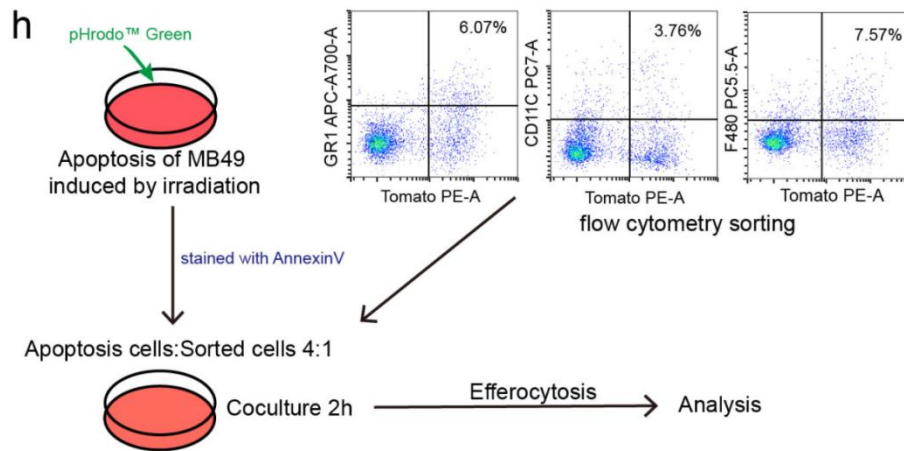 h
pHrodo™ Green
Apoptosis of MB49
induced by irradiation
6.07%
GR1 APC-A700-A
Tomato PE-A
3.76%
CD11C PC7-A
Tomato PE-A
7.57%
F480 PC5.5-A
Tomato PE-A
flow cytometry sorting
stained with AnnexinV
Apoptosis cells:Sorted cells 4:1
Coculture 2h
Efferocytosis
Analysis